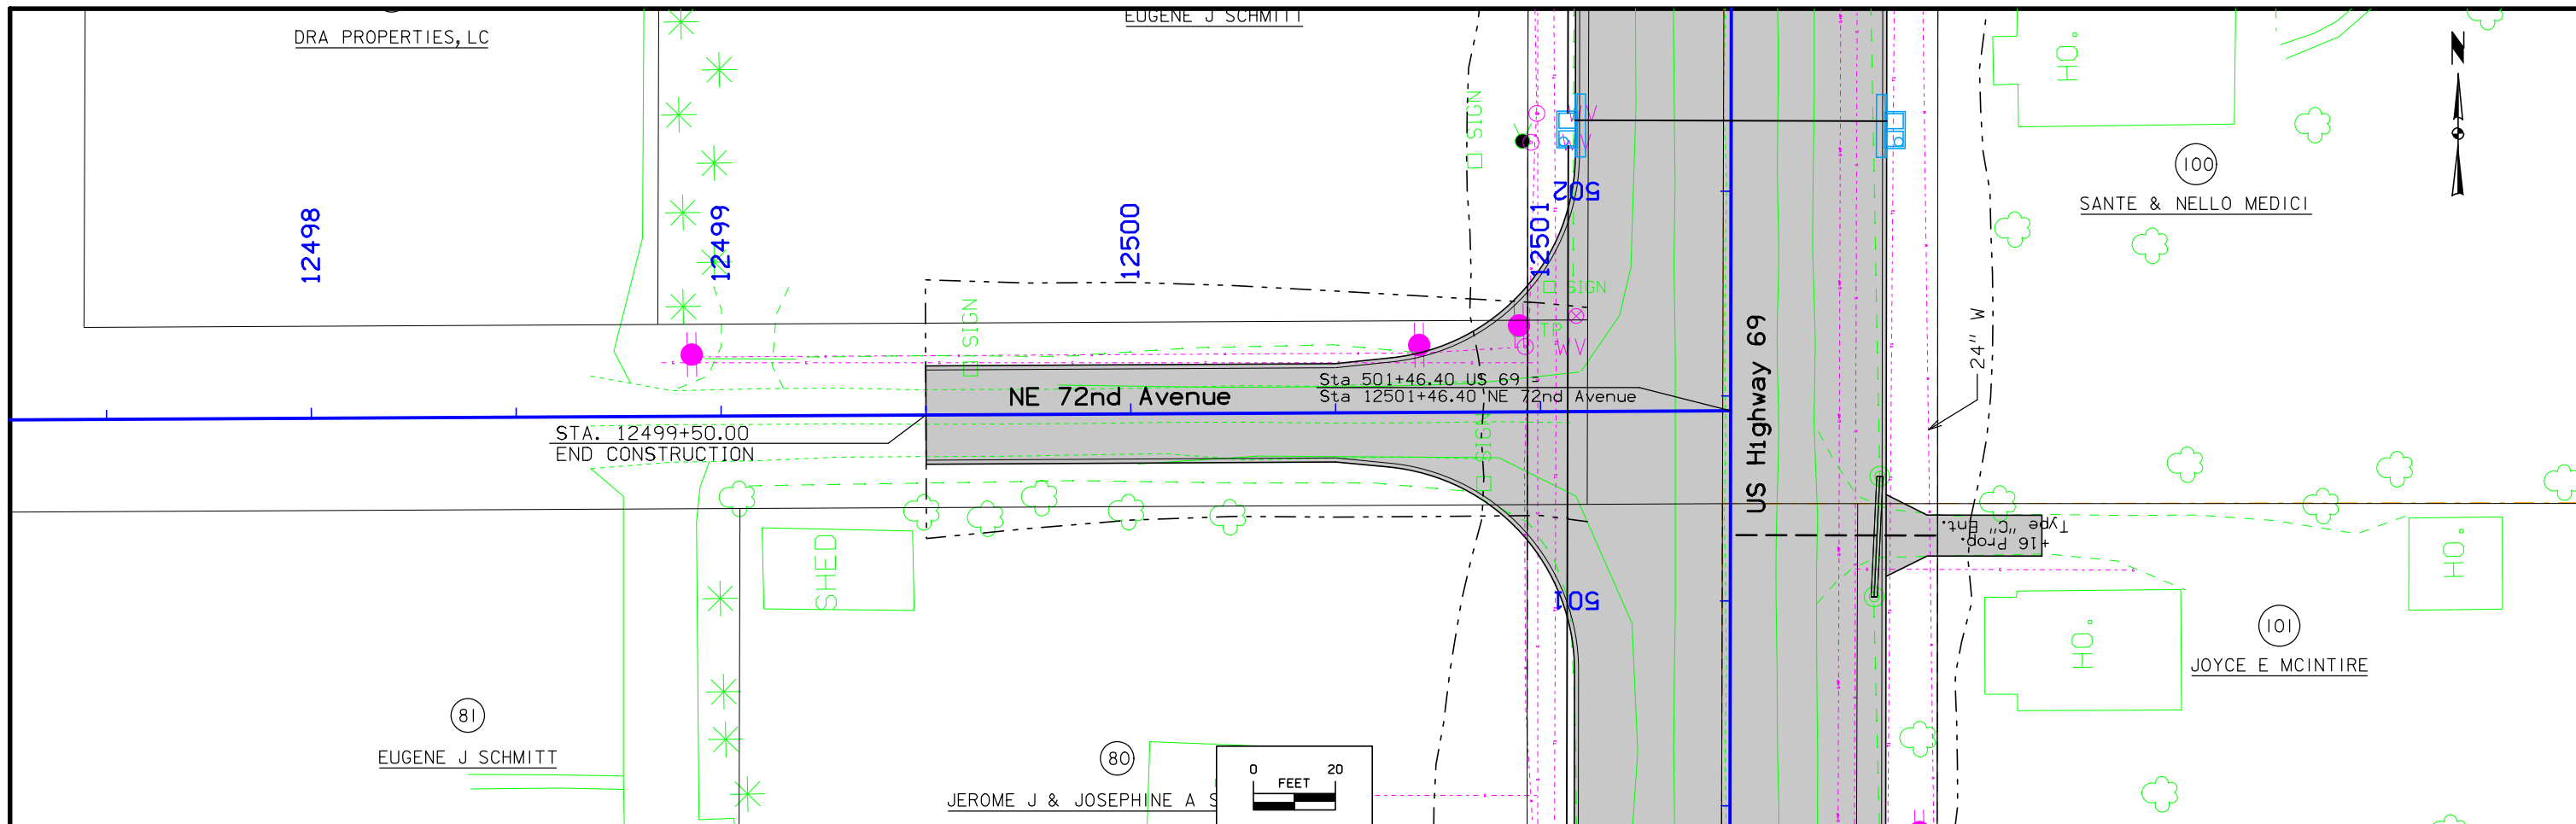 DRA PROPERTIES, LC
EUGENE J SCHMITT
HO.
N
SIGN
WV
WV
100
SANTE & NELLO MEDICI
12498
12499
12500
12501
502
SIGN
SIGN
TP
WV
US Highway 69
24" W
NE 72nd Avenue
Sta 501+46.40 US 69 =
Sta 12501+46.40 NE 72nd Avenue
STA. 12499+50.00
END CONSTRUCTION
SIGN
+16 Prop.
Type "C" Ent.
SHED
HO.
501
HO.
101
JOYCE E MCINTIRE
81
EUGENE J SCHMITT
80
JEROME J & JOSEPHINE A S
0 20
FEET